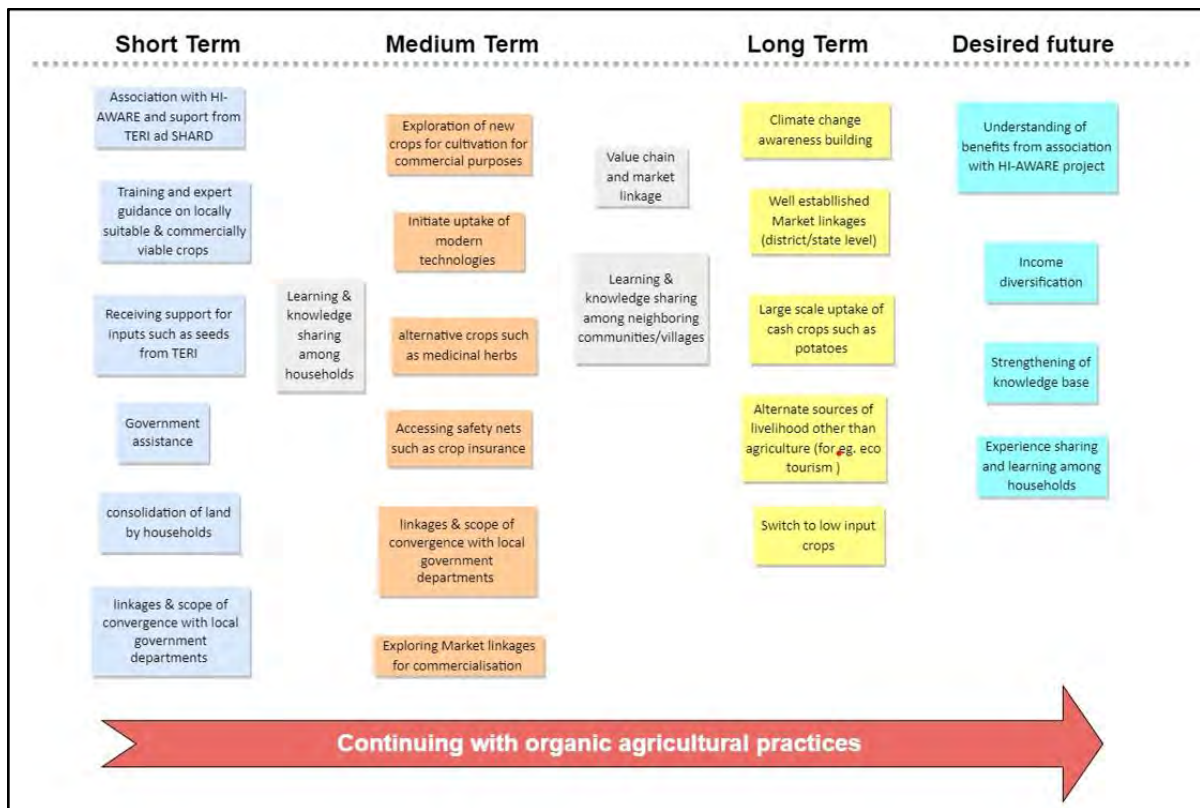 Short Term
Medium Term
Long Term
Desired future
Association with HI-
AWARE and suport from
TERI ad SHARD
Training and expert
guidance on locally
suitable & commercially
viable crops
Receiving support for
inputs such as seeds
from TERI
Government
assistance
consolidation of land
by households
linkages & scope of
convergence with local
government
departments
Learning &
knowledge
sharing
among
households
Exploration of new
crops for cultivation for
commercial purposes
Initiate uptake of
modern
technologies
alternative crops such
as medicinal herbs
Accessing safety nets
such as crop insurance
linkages & scope of
convergence with local
government
departments
Exploring Market linkages
for commercialisation
Value chain
and market
linkage
Learning &
knowledge sharing
among neighboring
communities/villages
Climate change
awareness building
Well establlished
Market linkages
(district/state level)
Large scale uptake of
cash crops such as
potatoes
Alternate sources of
livelihood other than
agriculture (for eg. eco
tourism )
Switch to low input
crops
Understanding of
benefits from association
with HI-AWARE project
Income
diversification
Strengthening of
knowledge base
Experience sharing
and learning among
households
Continuing with organic agricultural practices